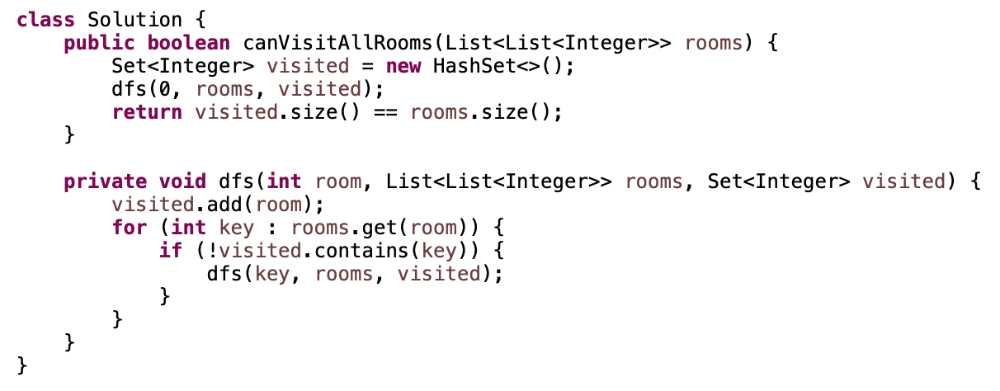 class Solution {
    public boolean canVisitAllRooms(List<List<Integer>> rooms) {
        Set<Integer> visited = new HashSet<>();
        dfs(0, rooms, visited);
        return visited.size() == rooms.size();
    }

    private void dfs(int room, List<List<Integer>> rooms, Set<Integer> visited) {
        visited.add(room);
        for (int key : rooms.get(room)) {
            if (!visited.contains(key)) {
                dfs(key, rooms, visited);
            }
        }
    }
}